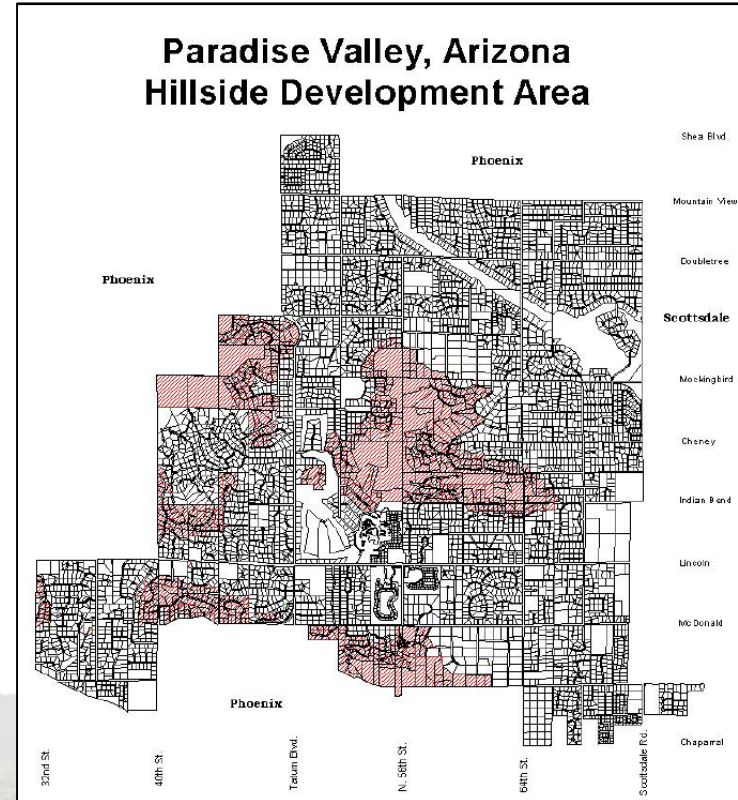 Paradise Valley, Arizona
Hillside Development Area
Shea Blvd.
Phoenix
Mountain View
Doubletree
Phoenix
Scottsdale
Mockingbird
Cheney
Indian Bend
Lincoln
McDonald
Phoenix
Chaparral
32nd St.
40th St.
Tatum Blvd.
N. 56th St.
64th St.
Scottsdale Rd.